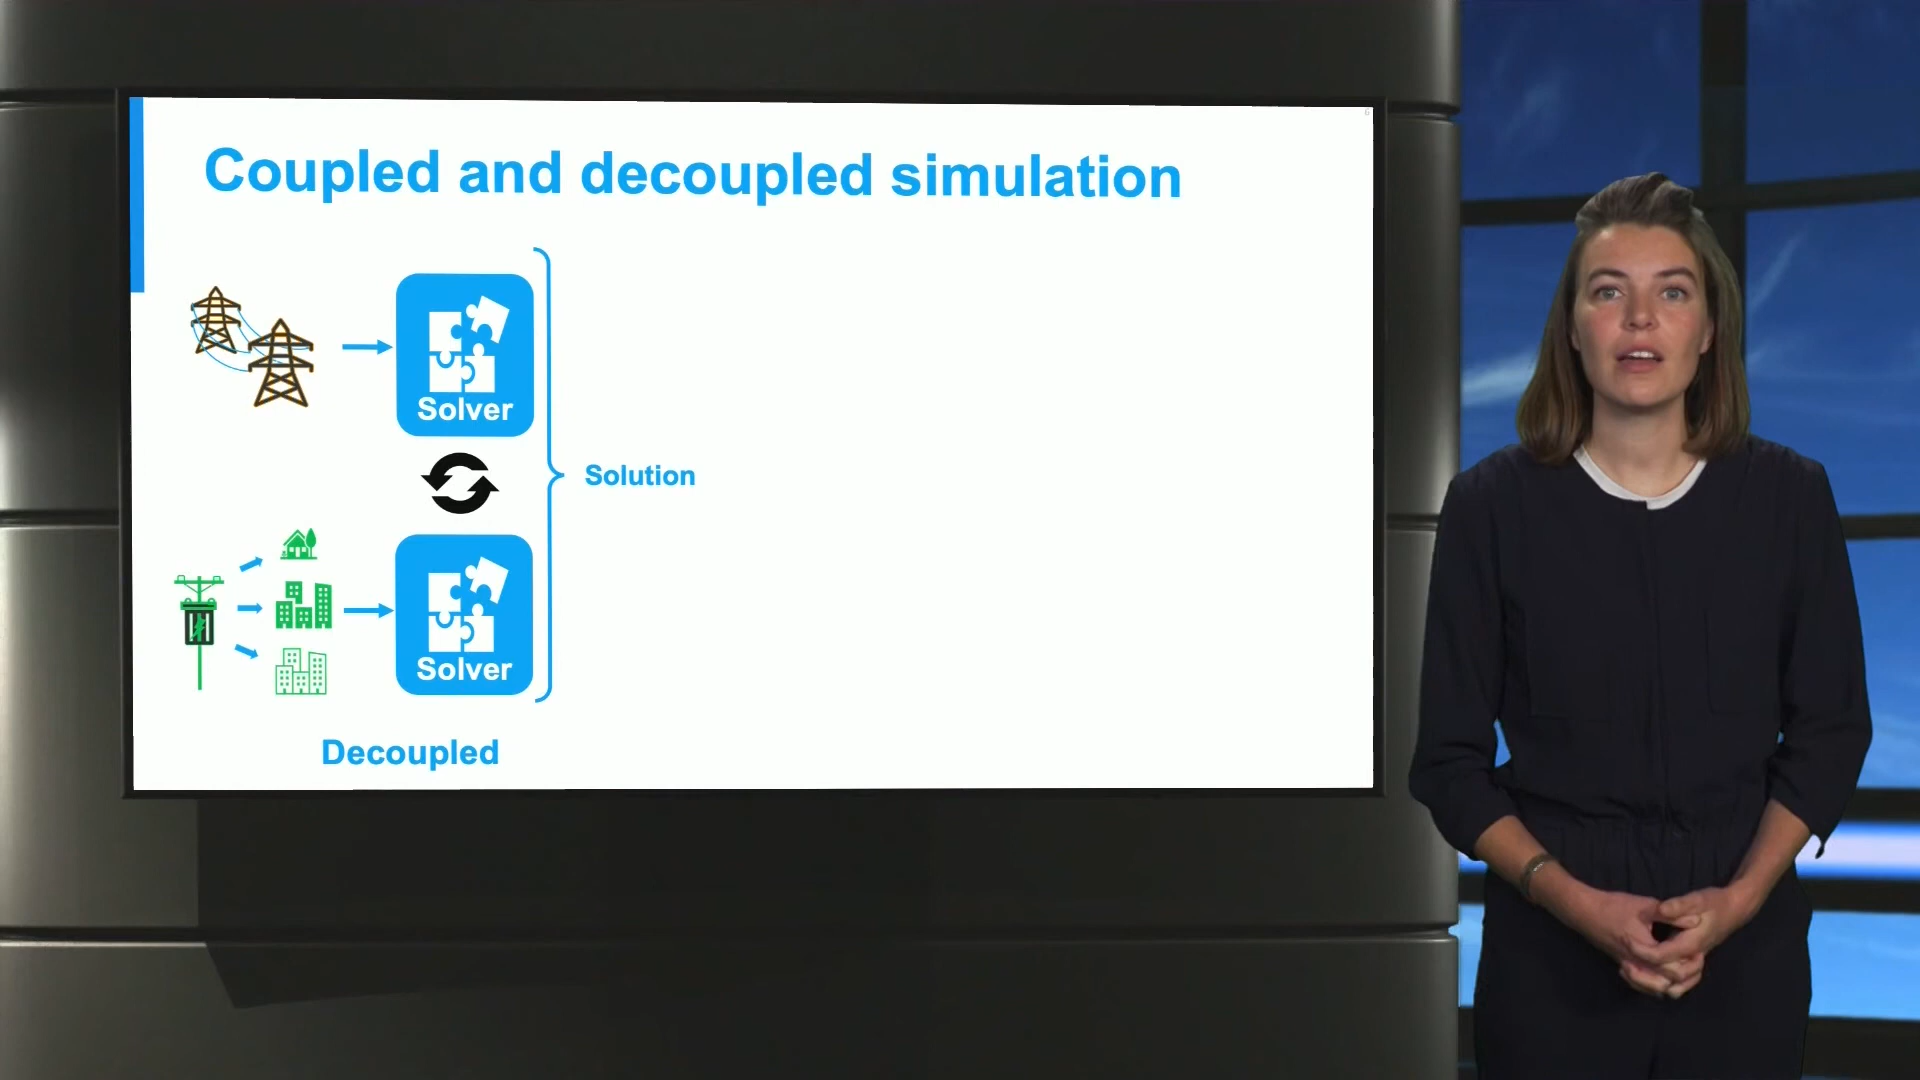 Coupled and decoupled simulation
Solver
Solution
Solver
Decoupled